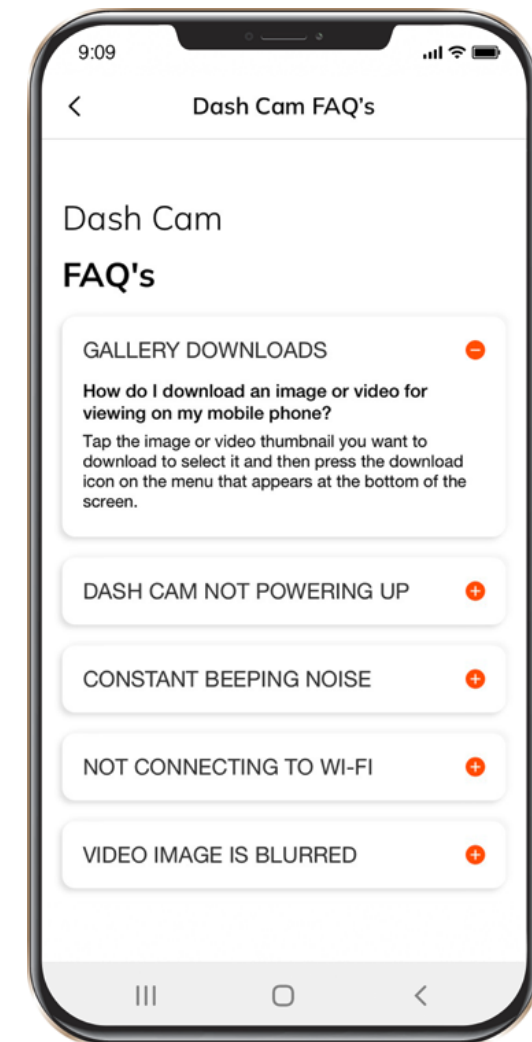 9:09
Dash Cam FAQ's
Dash Cam
FAQ's
GALLERY DOWNLOADS
How do I download an image or video for
viewing on my mobile phone?
Tap the image or video thumbnail you want to
download to select it and then press the download
icon on the menu that appears at the bottom of the
screen.
DASH CAM NOT POWERING UP
CONSTANT BEEPING NOISE
NOT CONNECTING TO WI-FI
VIDEO IMAGE IS BLURRED